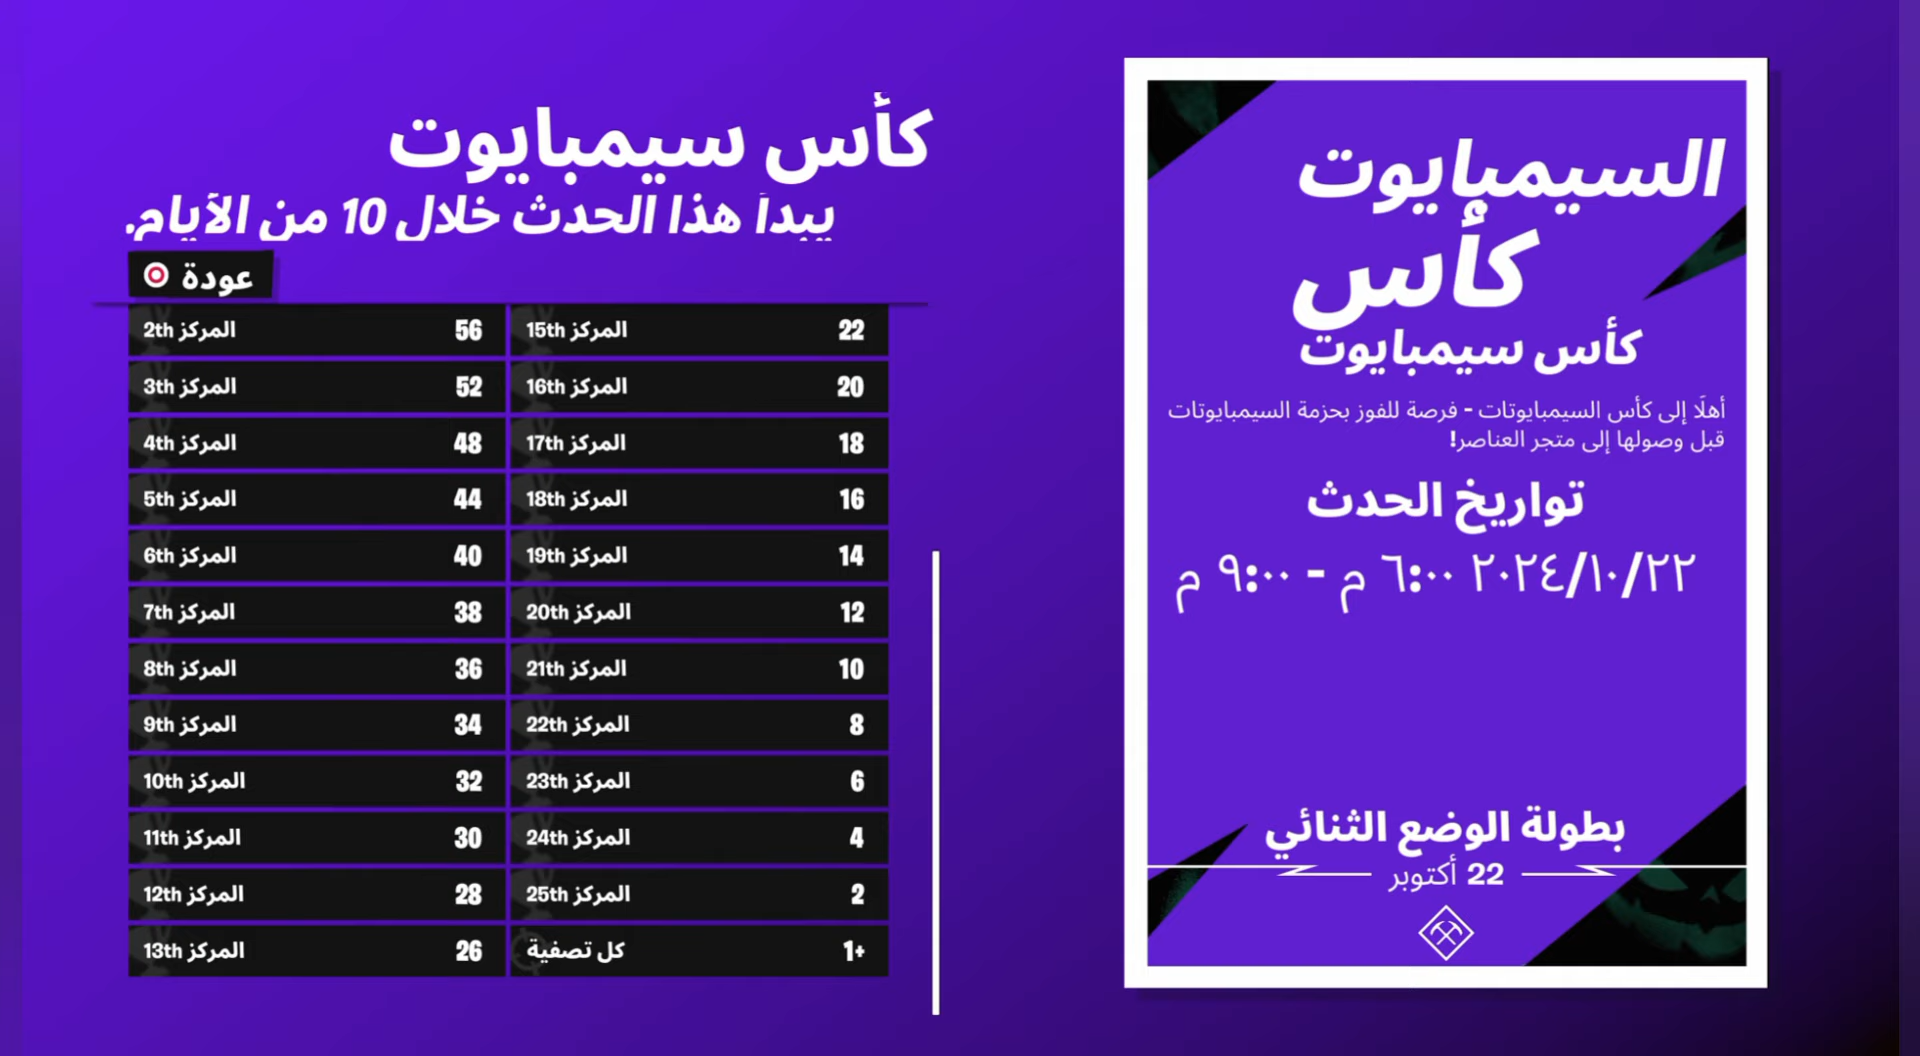 كأس سيمبايوت
يبدأ هذا الحدث خلال 10 من الأيام.
عودة
المركز 2th 56
المركز 3th 52
المركز 4th 48
المركز 5th 44
المركز 6th 40
المركز 7th 38
المركز 8th 36
المركز 9th 34
المركز 10th 32
المركز 11th 30
المركز 12th 28
المركز 13th 26
المركز 15th 22
المركز 16th 20
المركز 17th 18
المركز 18th 16
المركز 19th 14
المركز 20th 12
المركز 21th 10
المركز 22th 8
المركز 23th 6
المركز 24th 4
المركز 25th 2
كل تصفية 1+
السيمبايوت
كأس
كأس سيمبايوت
أهلًا إلى كأس السيمبايوتات - فرصة للفوز بحزمة السيمبايوتات
قبل وصولها إلى متجر العناصر!
تواريخ الحدث
٢٠٢٤/١٠/٢٢ ٦:٠٠ م - ٩:٠٠ م
بطولة الوضع الثنائي
22 أكتوبر